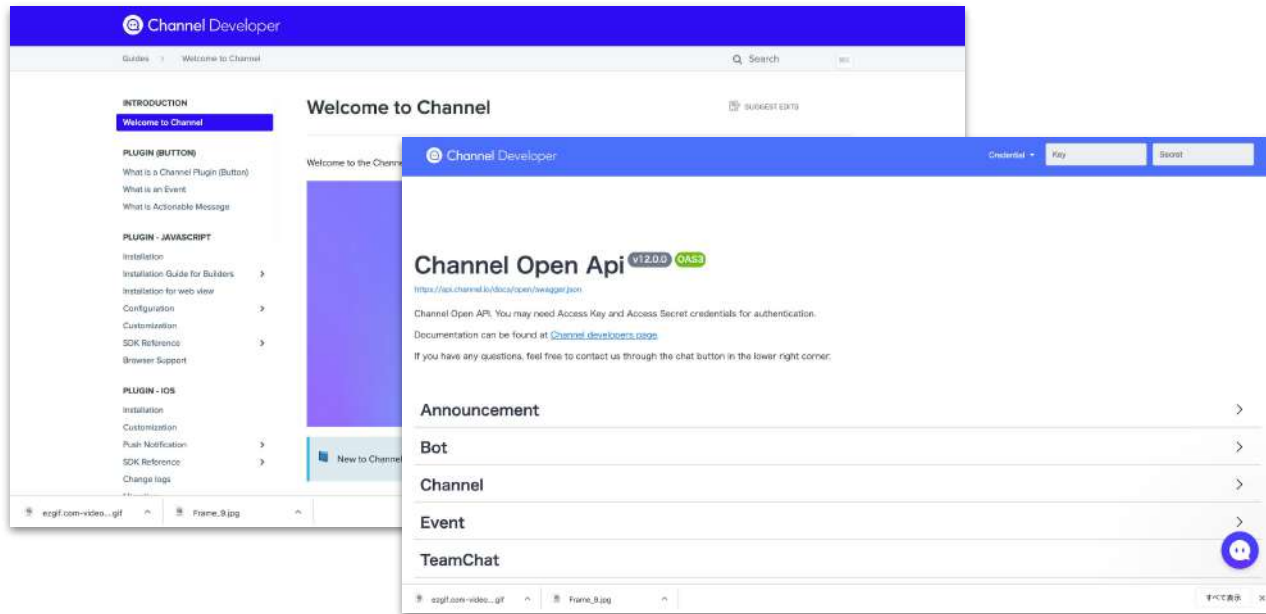 Channel Developer
Guides > Welcome to Channel
Search
INTRODUCTION
Welcome to Channel
PLUGIN (BUTTON)
What is a Channel Plugin (Button)
What is an Event
What is Actionable Message
PLUGIN - JAVASCRIPT
Installation
Installation Guide for Builders
Installation for web view
Configuration
Customization
SDK Reference
Browser Support
PLUGIN - IOS
Installation
Customization
Push Notification
SDK Reference
Change logs
Welcome to Channel
SUGGEST EDITS
Welcome to the
New to Channel
ezgif.com-video...gif
Frame_9.jpg
Channel Developer
Credential
Key
Secret
Channel Open Api v12.0.0 OAS3
https://api.channel.io/docs/open/swagger.json
Channel Open API. You may need Access Key and Access Secret credentials for authentication.
Documentation can be found at Channel developers page.
If you have any questions, feel free to contact us through the chat button in the lower right corner.
Announcement
Bot
Channel
Event
TeamChat
ezgif.com-video...gif
Frame_9.jpg
すべて表示